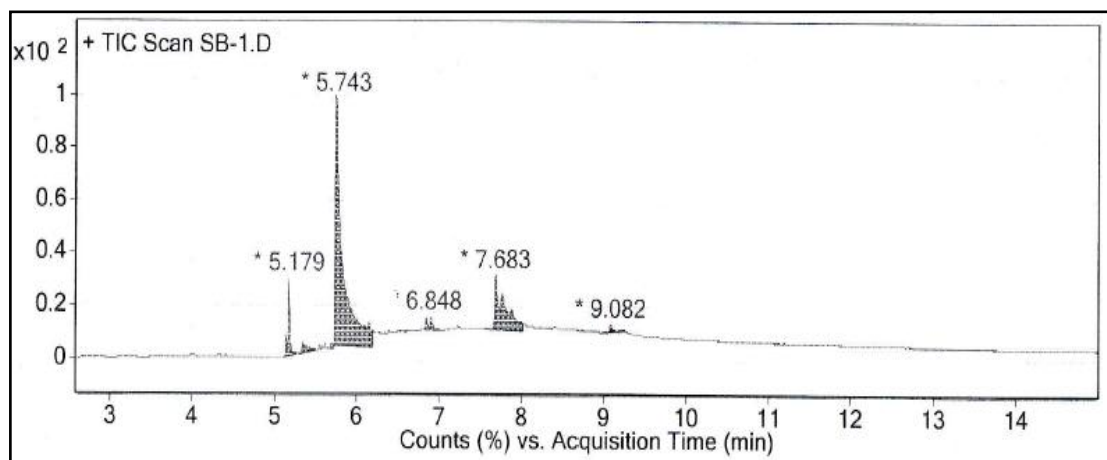 x10 2
+ TIC Scan SB-1.D
* 5.743
1
0.8
0.6
0.4
* 5.179
* 7.683
0.2
6.848
* 9.082
0
3 4 5 6 7 8 9 10 11 12 13 14
Counts (%) vs. Acquisition Time (min)